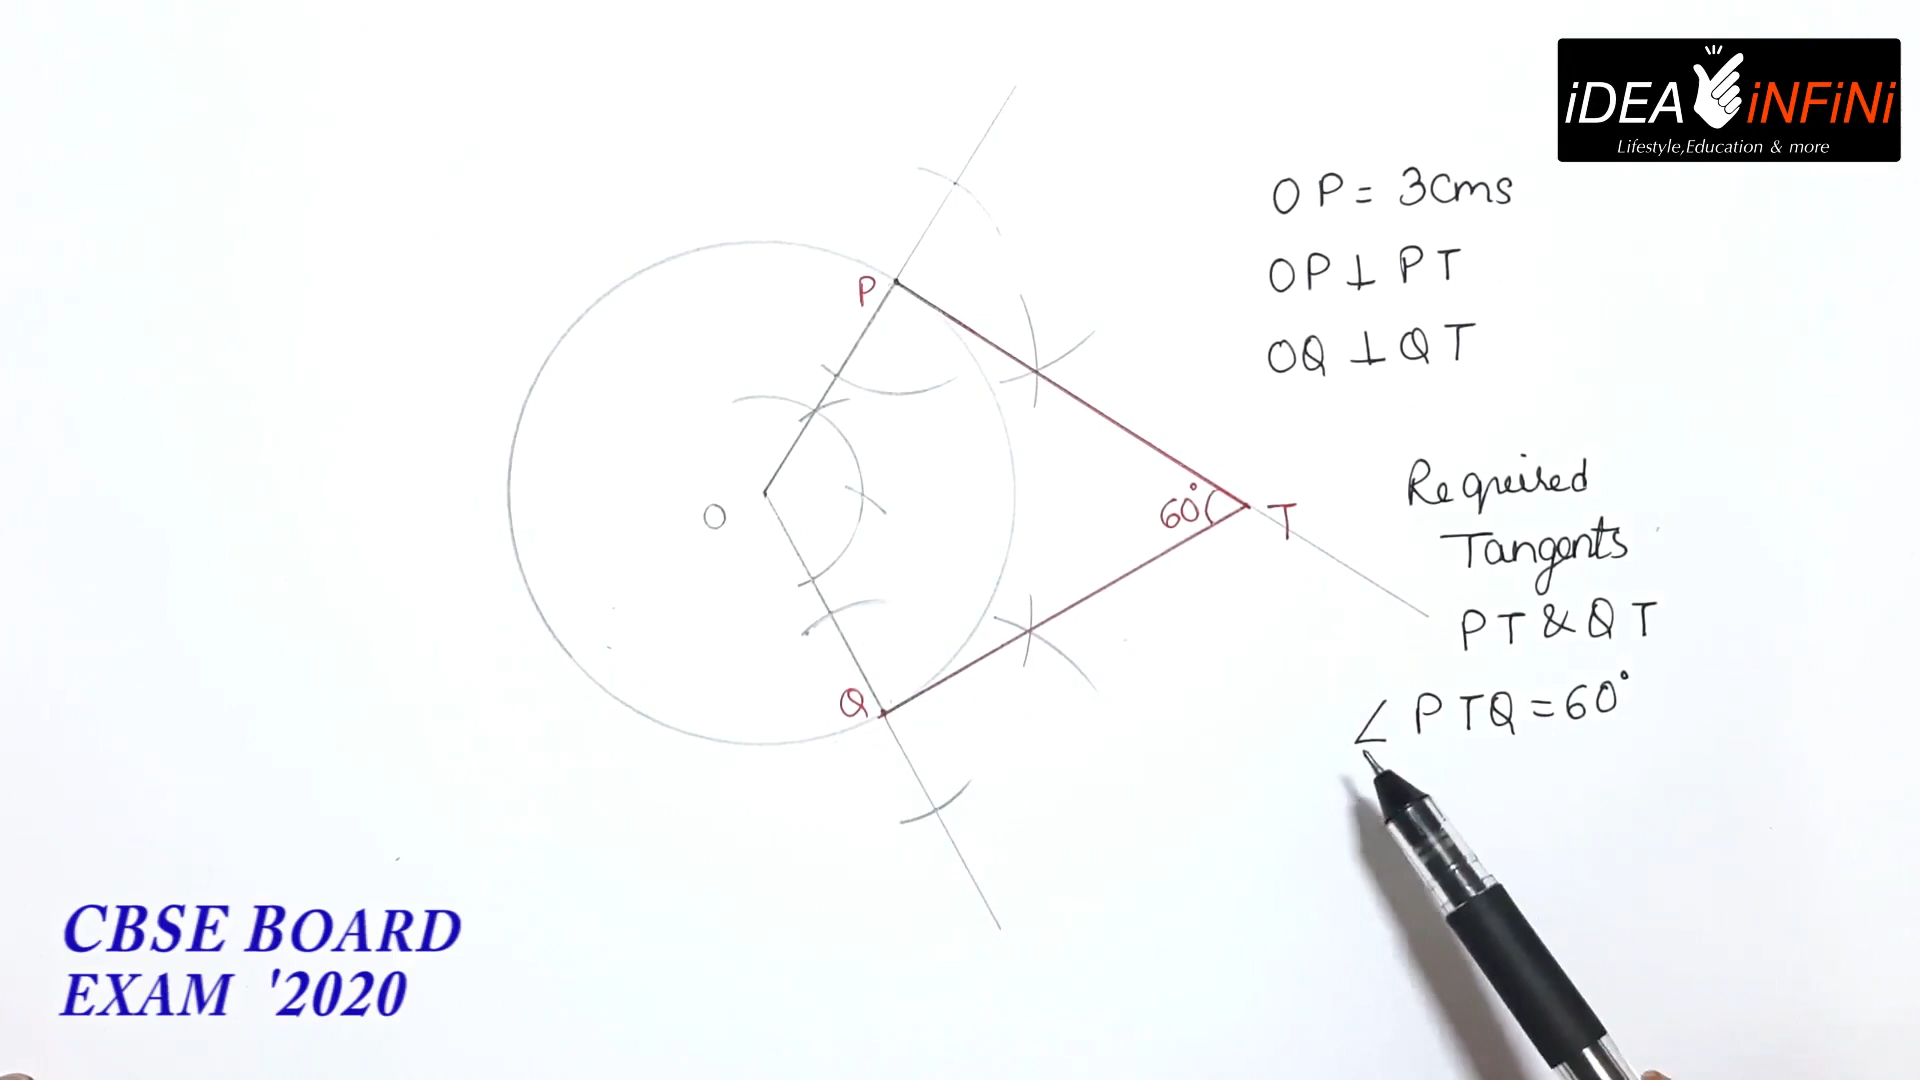 iDEA iNFiNi
Lifestyle,Education & more
OP = 3cms
OP ⊥ PT
OQ ⊥ QT
P
O
60°
T
Q
Required
Tangents
PT & QT
∠ PTQ = 60°
CBSE BOARD
EXAM '2020